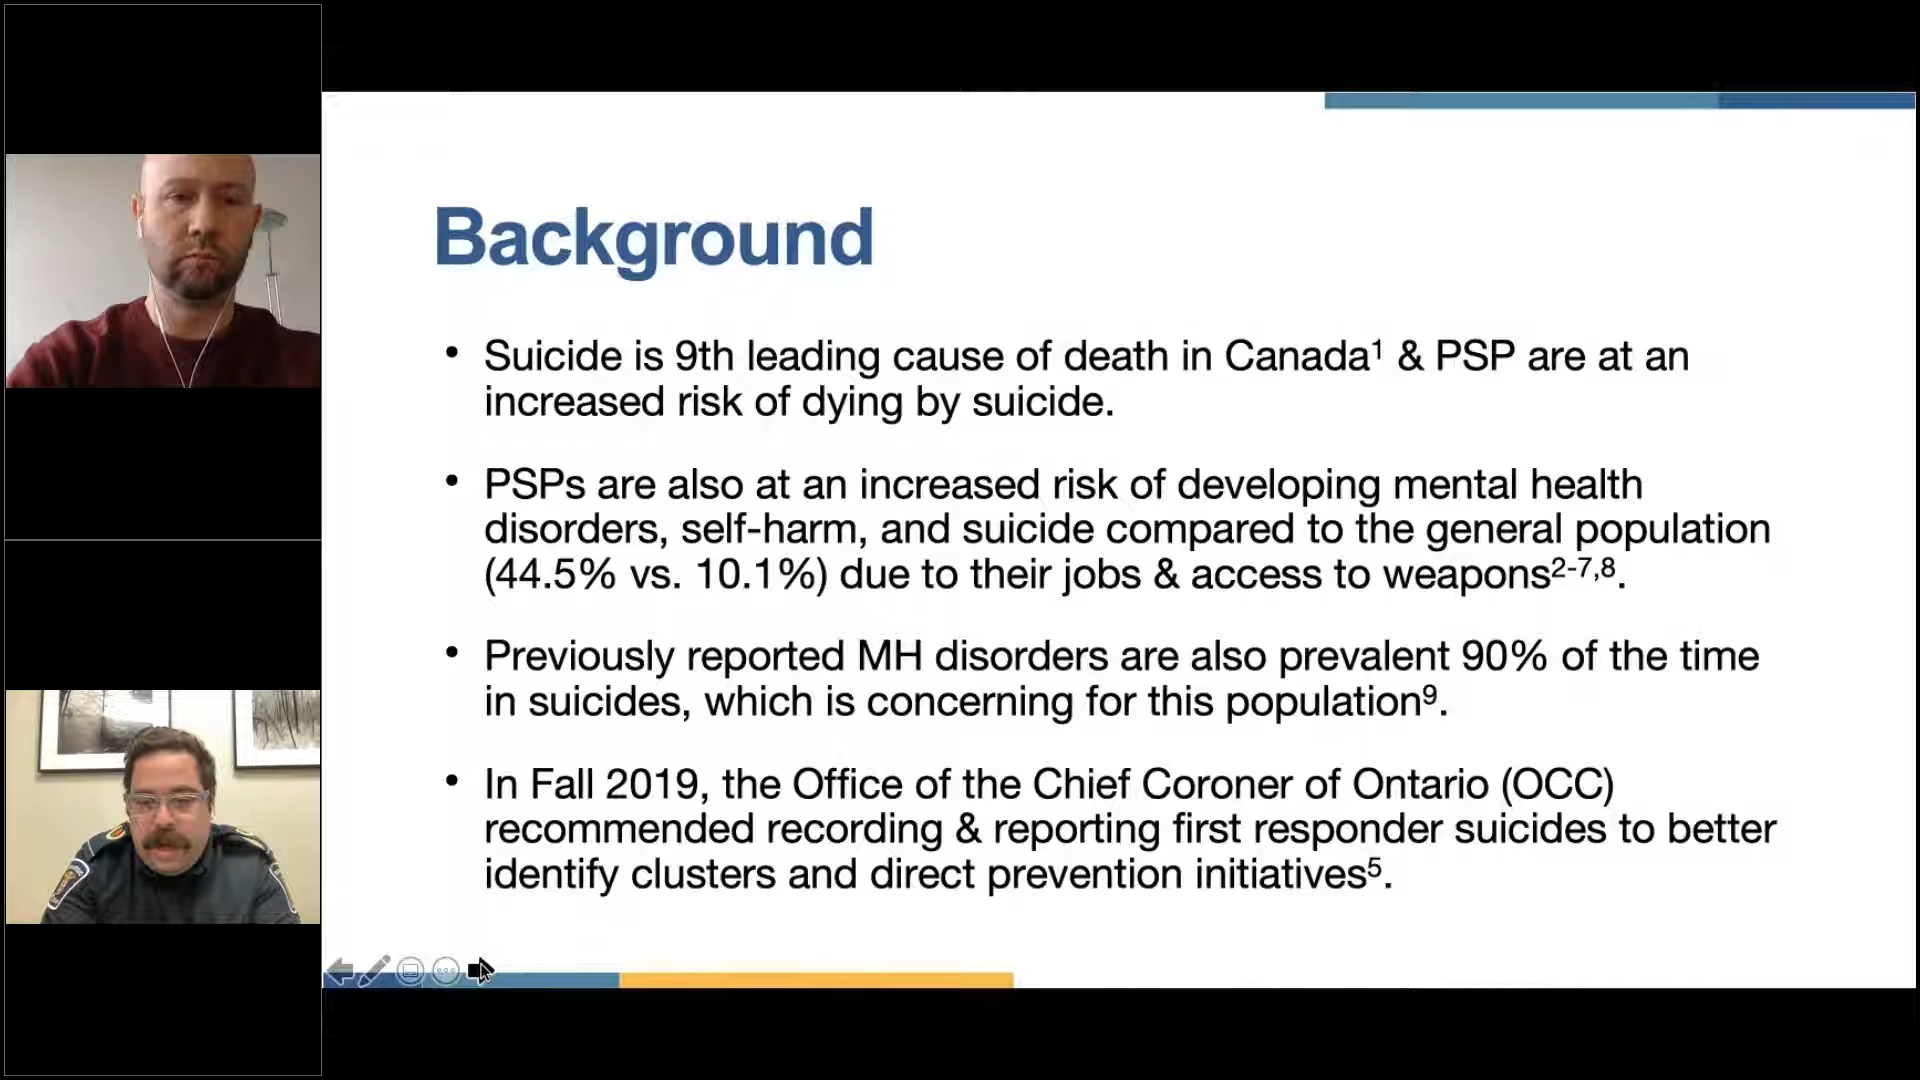 Background
• Suicide is 9th leading cause of death in Canada¹ & PSP are at an
increased risk of dying by suicide.
• PSPs are also at an increased risk of developing mental health
disorders, self-harm, and suicide compared to the general population
(44.5% vs. 10.1%) due to their jobs & access to weapons²⁻⁷,⁸.
• Previously reported MH disorders are also prevalent 90% of the time
in suicides, which is concerning for this population⁹.
• In Fall 2019, the Office of the Chief Coroner of Ontario (OCC)
recommended recording & reporting first responder suicides to better
identify clusters and direct prevention initiatives⁵.